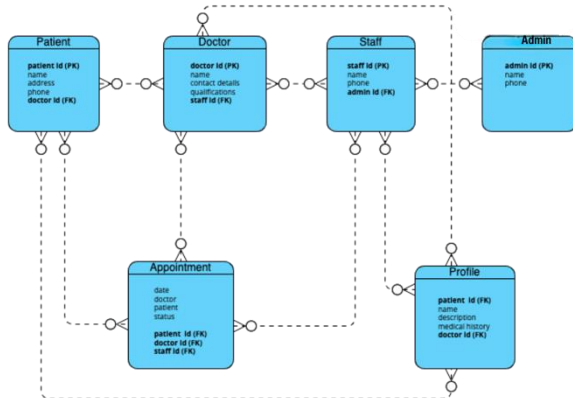 Patient
patient id (PK)
name
address
phone
doctor id (FK)
Doctor
doctor id (PK)
name
contact details
qualifications
staff id (FK)
Staff
staff id (PK)
name
phone
admin id (FK)
Admin
admin id (PK)
name
phone
Appointment
date
doctor
patient
status
patient id (FK)
doctor id (FK)
staff id (FK)
Profile
patient id (FK)
name
description
medical history
doctor id (FK)